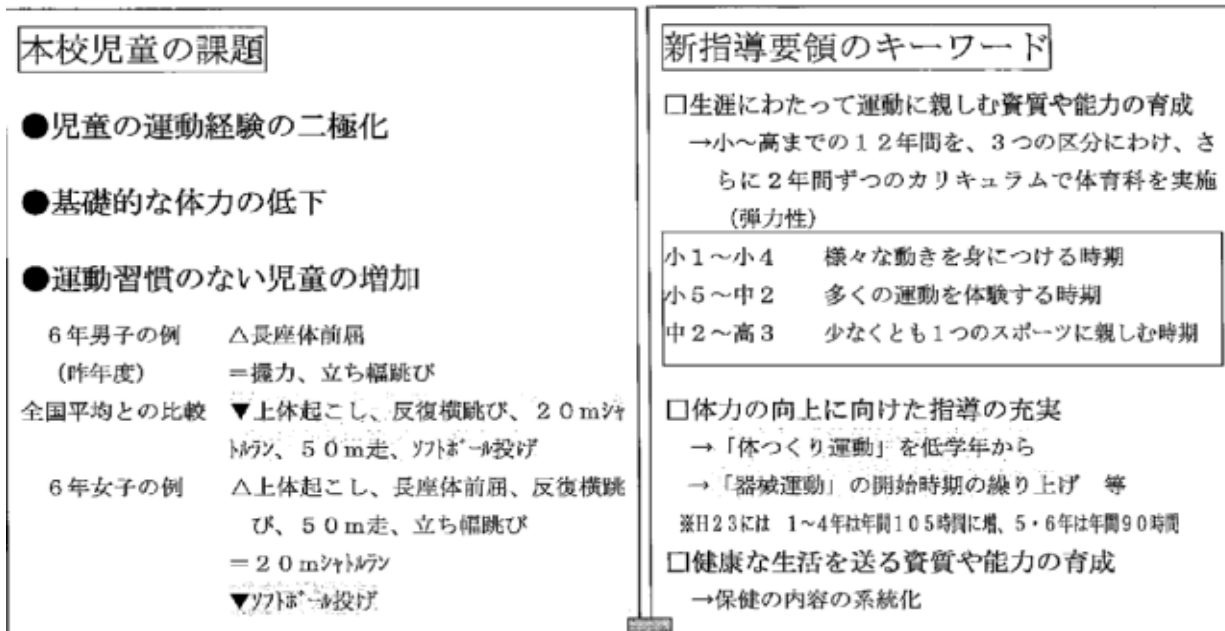 本校児童の課題
●児童の運動経験の二極化
●基礎的な体力の低下
●運動習慣のない児童の増加
６年男子の例　△長座体前屈
(昨年度)　＝握力、立ち幅跳び
全国平均との比較　▼上体起こし、反復横跳び、２０ｍｼｬ
ﾄﾙﾗﾝ、５０ｍ走、ｿﾌﾄﾎﾞｰﾙ投げ
６年女子の例　△上体起こし、長座体前屈、反復横跳
び、５０ｍ走、立ち幅跳び
＝２０ｍｼｬﾄﾙﾗﾝ
▼ｿﾌﾄﾎﾞｰﾙ投げ
新指導要領のキーワード
□生涯にわたって運動に親しむ資質や能力の育成
→小～高までの１２年間を、３つの区分にわけ、さ
らに２年間ずつのカリキュラムで体育科を実施
(弾力性)
小１～小４　様々な動きを身につける時期
小５～中２　多くの運動を体験する時期
中２～高３　少なくとも１つのスポーツに親しむ時期
□体力の向上に向けた指導の充実
→「体つくり運動」を低学年から
→「器械運動」の開始時期の繰り上げ　等
※H２３には　１～４年は年間１０５時間に増、５・６年は年間９０時間
□健康な生活を送る資質や能力の育成
→保健の内容の系統化